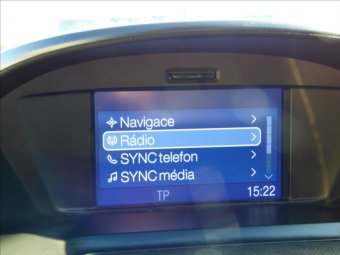 Navigace
Rádio
SYNC telefon
SYNC média
TP 15:22